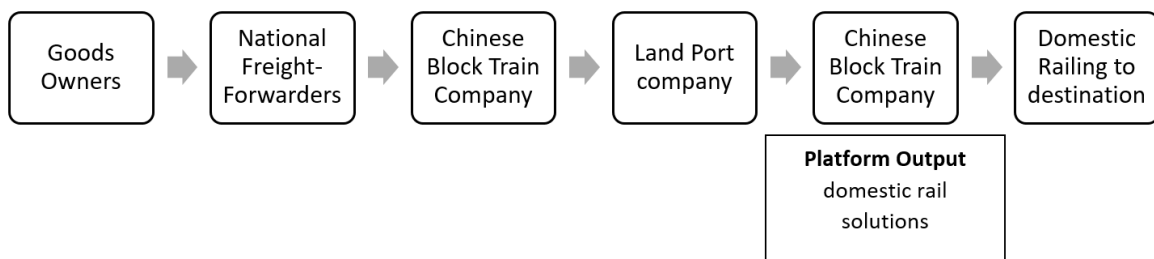 Goods
Owners
National
Freight-
Forwarders
Chinese
Block Train
Company
Land Port
company
Chinese
Block Train
Company
Domestic
Railing to
destination
Platform Output
domestic rail
solutions